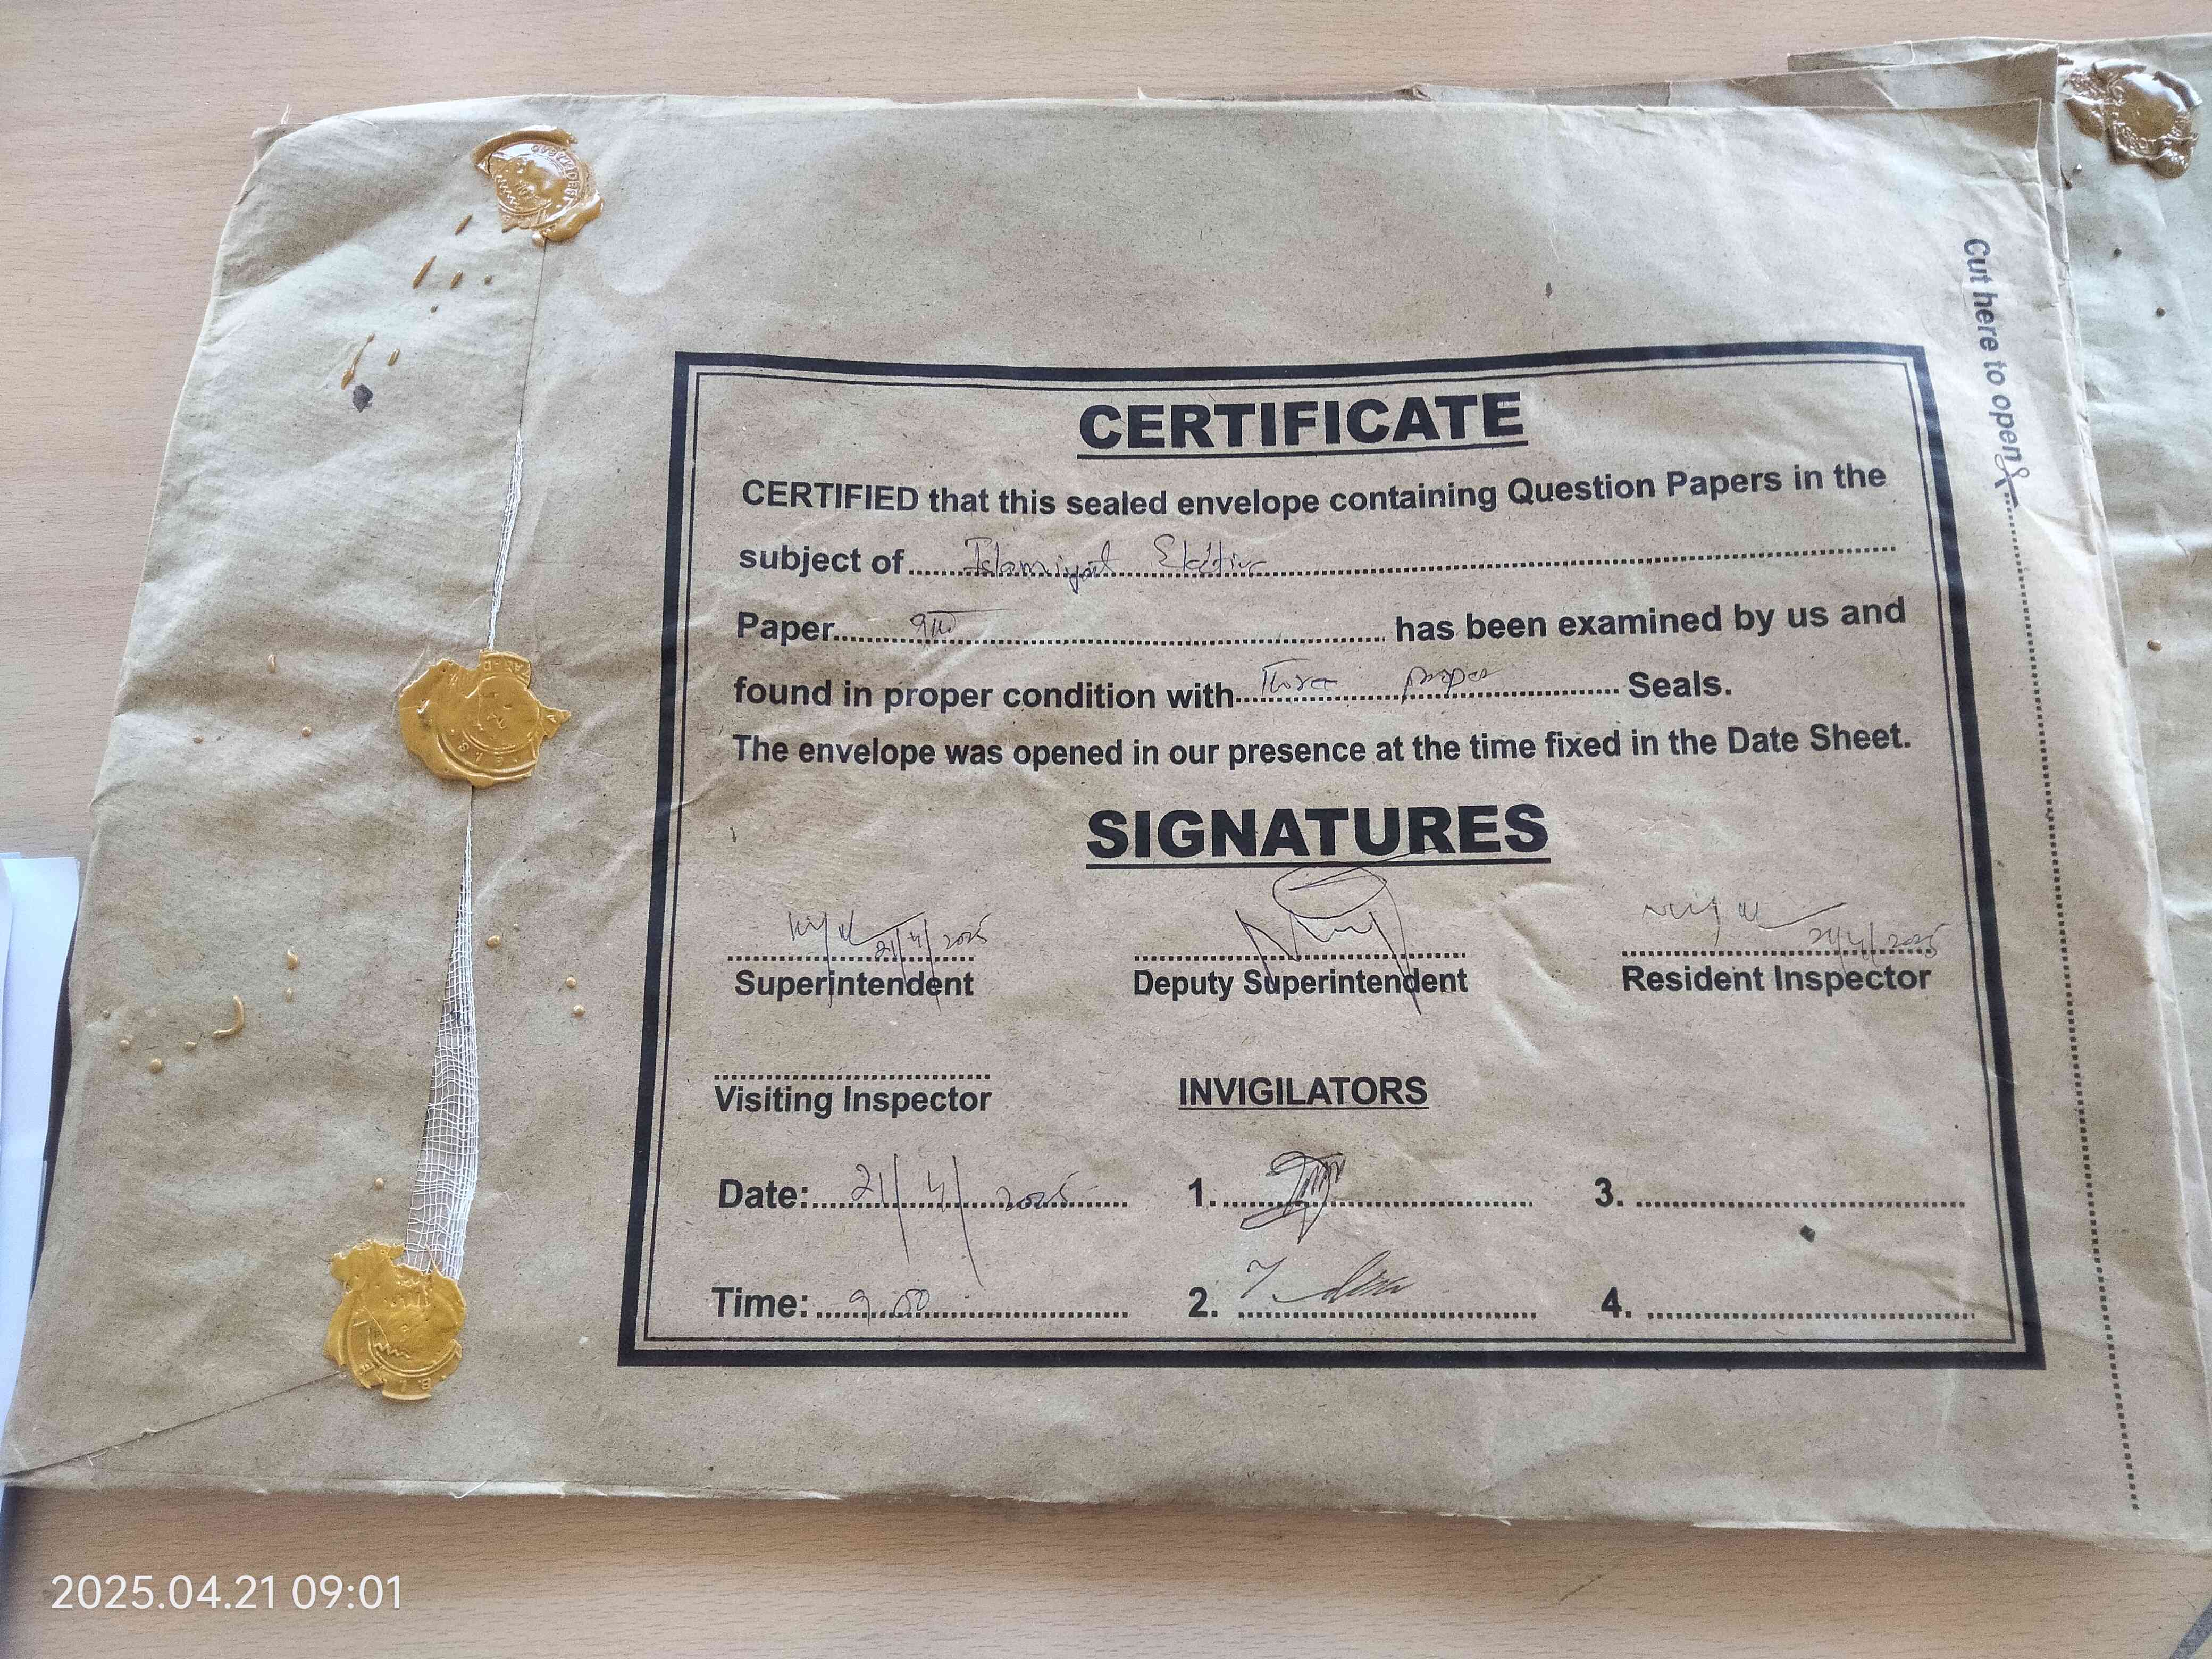 Cut here to open
CERTIFICATE
CERTIFIED that this sealed envelope containing Question Papers in the
subject of Islamiyat Elective
Paper has been examined by us and
found in proper condition with Three proper Seals.
The envelope was opened in our presence at the time fixed in the Date Sheet.
SIGNATURES
21/4/2025
21/4/2025
Superintendent Deputy Superintendent Resident Inspector
Visiting Inspector INVIGILATORS
Date: 21/4/2025 1. 3.
Time: 9:00 2. 4.
2025.04.21 09:01